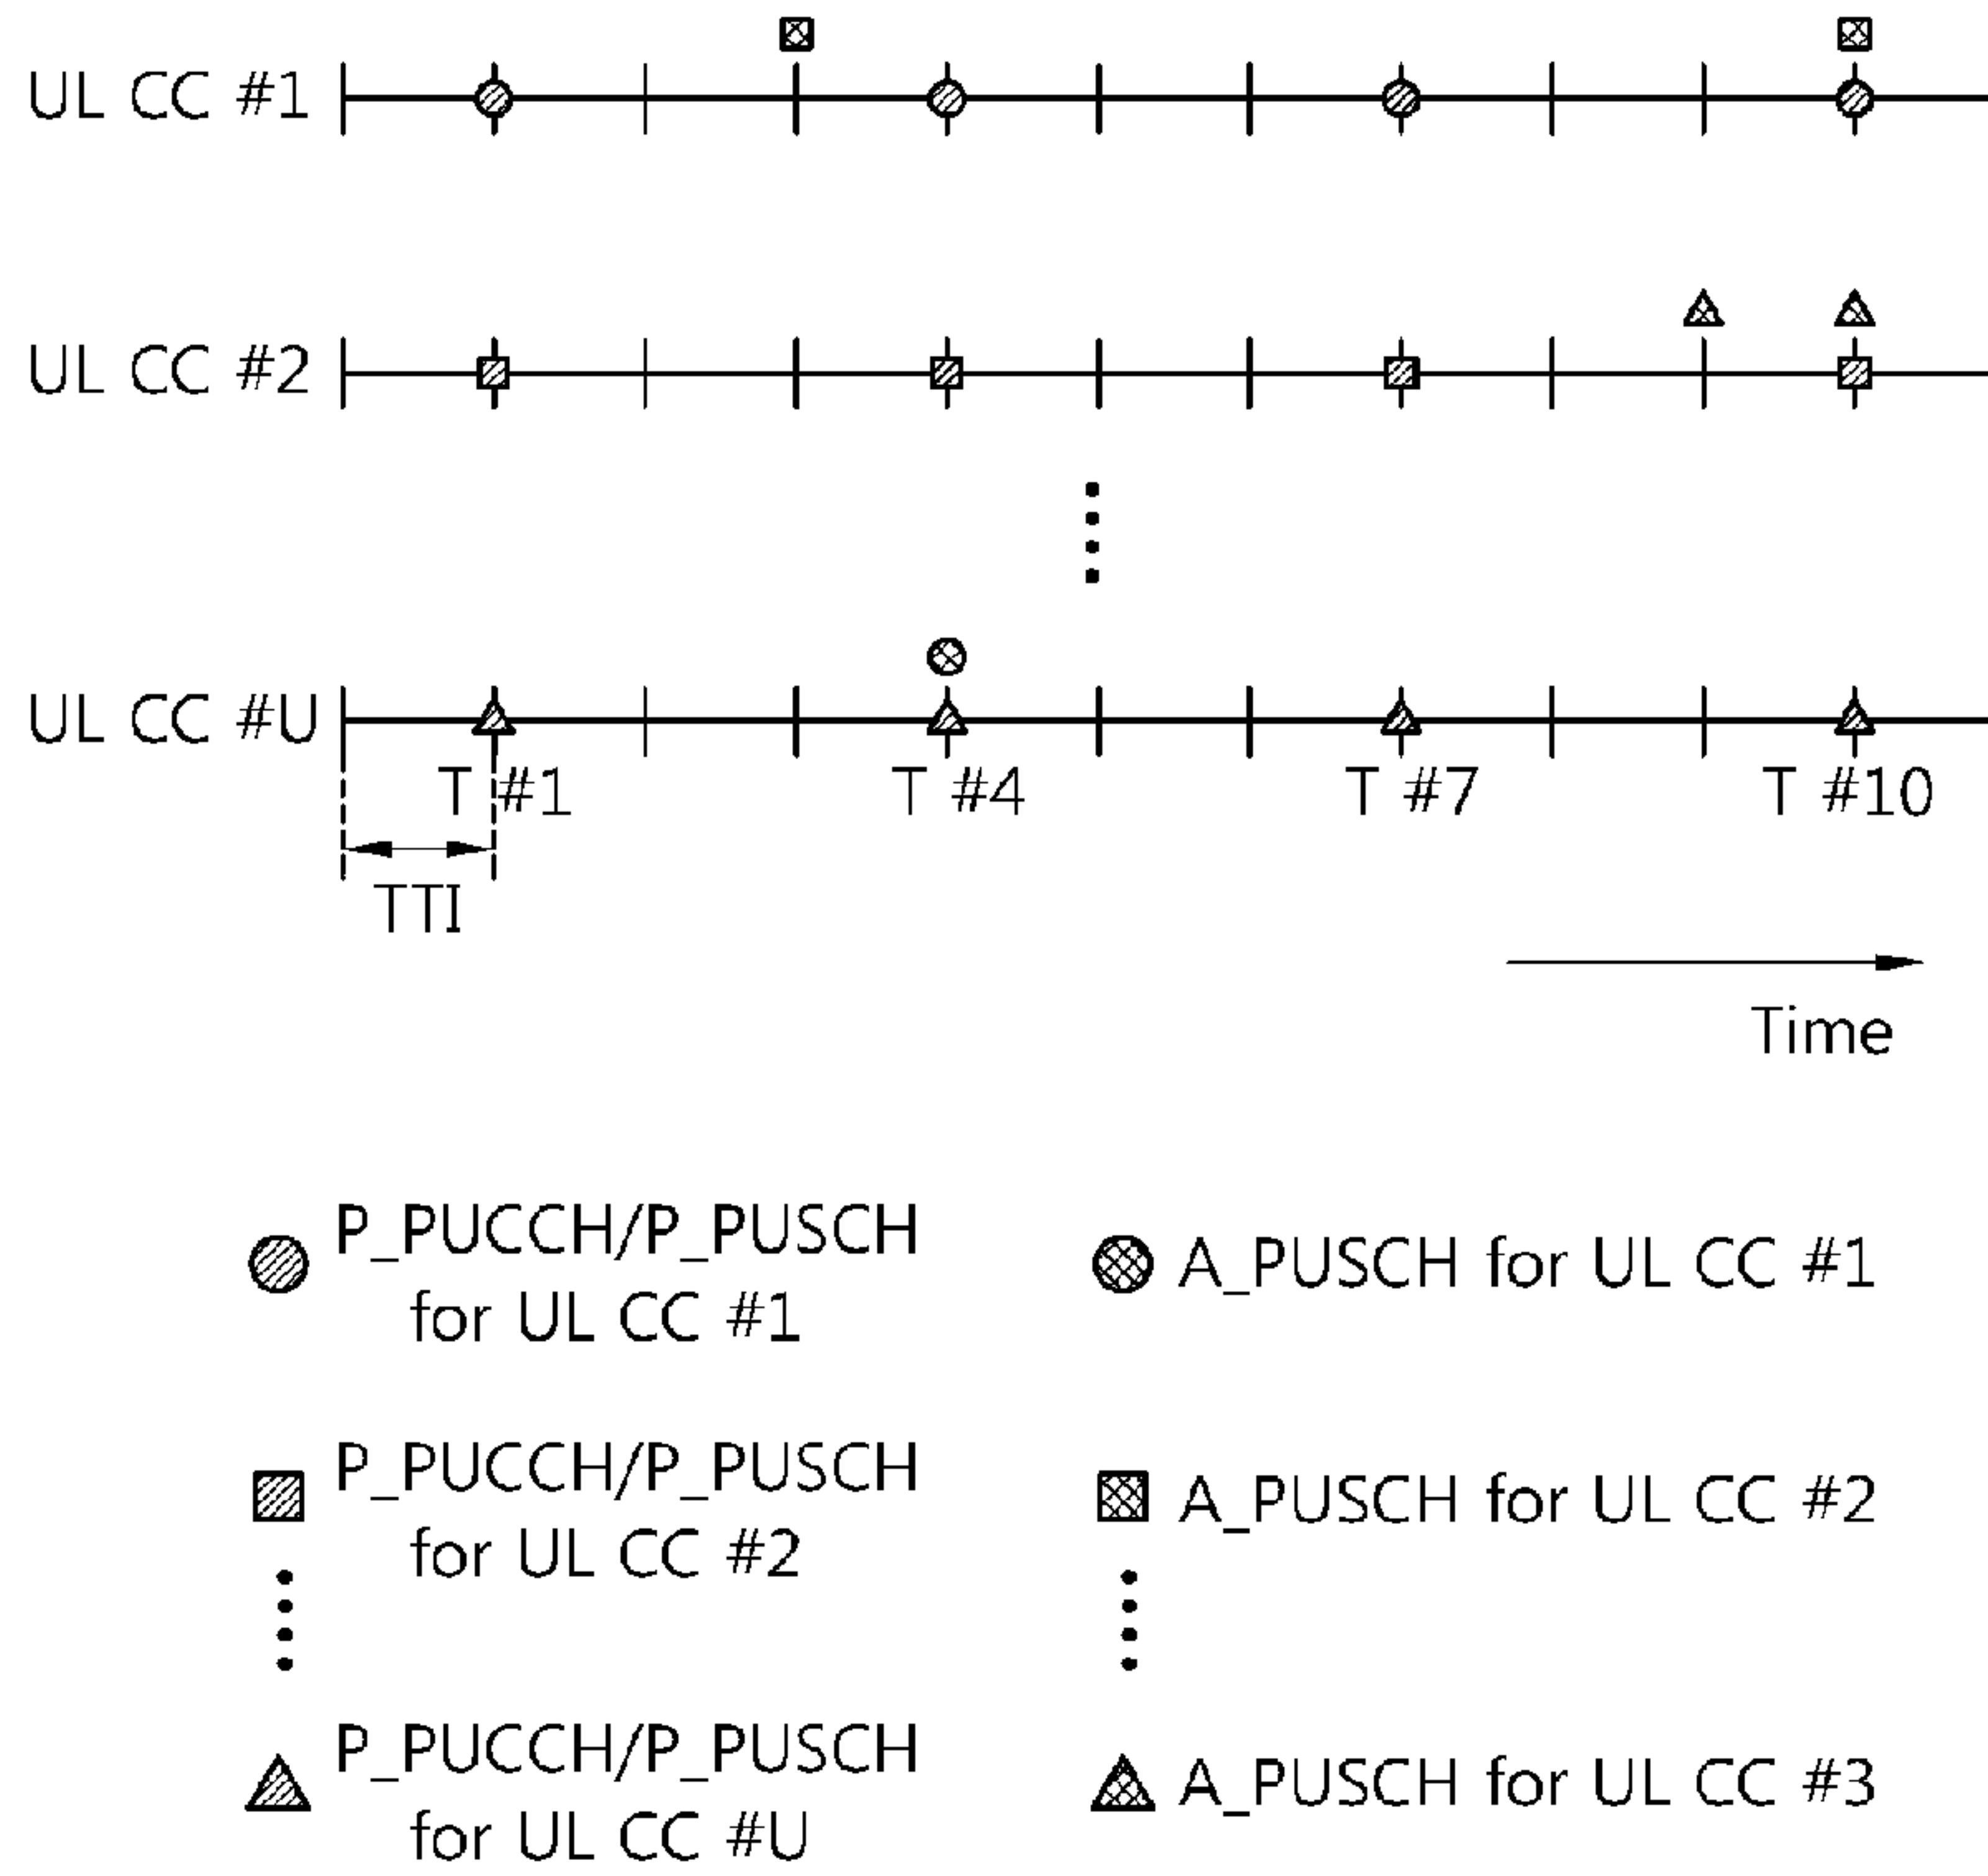 UL CC #1
UL CC #2
UL CC #U
T #1
T #4
T #7
T #10
TTI
Time
P_PUCCH/P_PUSCH
for UL CC #1
A_PUSCH for UL CC #1
P_PUCCH/P_PUSCH
for UL CC #2
A_PUSCH for UL CC #2
P_PUCCH/P_PUSCH
for UL CC #U
A_PUSCH for UL CC #3